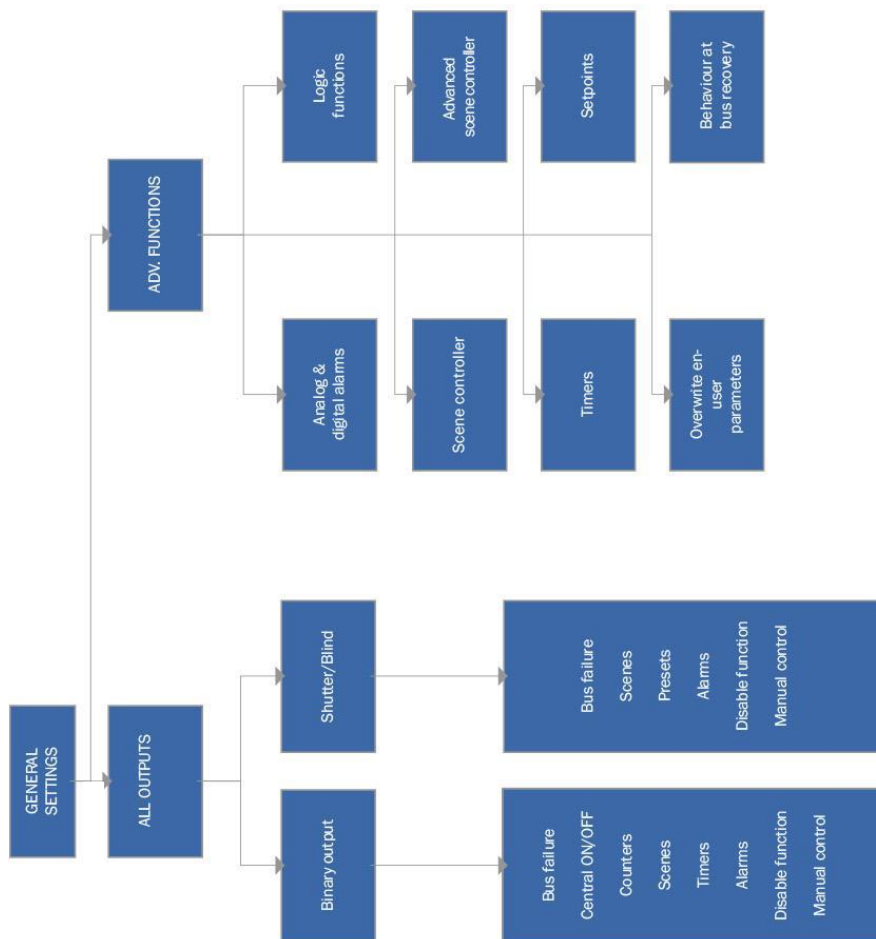 GENERAL
SETTINGS
ALL OUTPUTS
ADV. FUNCTIONS
Binary output
Shutter/Blind
Analog &
digital alarms
Logic
functions
Scene controller
Advanced
scene controller
Timers
Setpoints
Overwrite en-
user
parameters
Behaviour at
bus recovery
Bus failure
Central ON/OFF
Counters
Scenes
Timers
Alarms
Disable function
Manual control
Bus failure
Scenes
Presets
Alarms
Disable function
Manual control